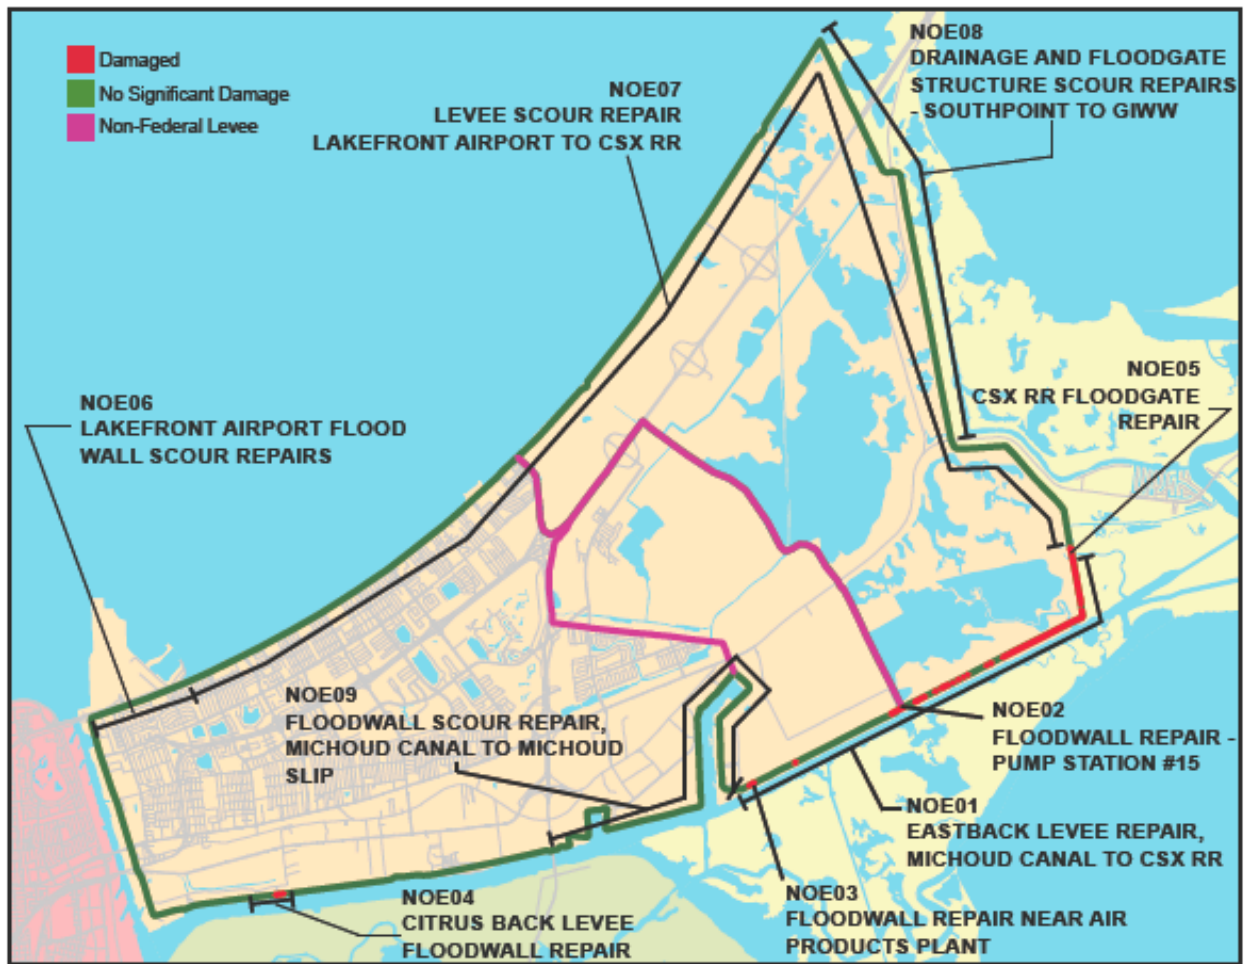 Damaged
No Significant Damage
Non-Federal Levee
NOE07
LEVEE SCOUR REPAIR
LAKEFRONT AIRPORT TO CSX RR
NOE08
DRAINAGE AND FLOODGATE
STRUCTURE SCOUR REPAIRS
- SOUTHPOINT TO GIWW
NOE05
CSX RR FLOODGATE
REPAIR
NOE06
LAKEFRONT AIRPORT FLOOD
WALL SCOUR REPAIRS
NOE09
FLOODWALL SCOUR REPAIR,
MICHOUD CANAL TO MICHOUD
SLIP
NOE02
FLOODWALL REPAIR -
PUMP STATION #15
NOE01
EASTBACK LEVEE REPAIR,
MICHOUD CANAL TO CSX RR
NOE03
FLOODWALL REPAIR NEAR AIR
PRODUCTS PLANT
NOE04
CITRUS BACK LEVEE
FLOODWALL REPAIR